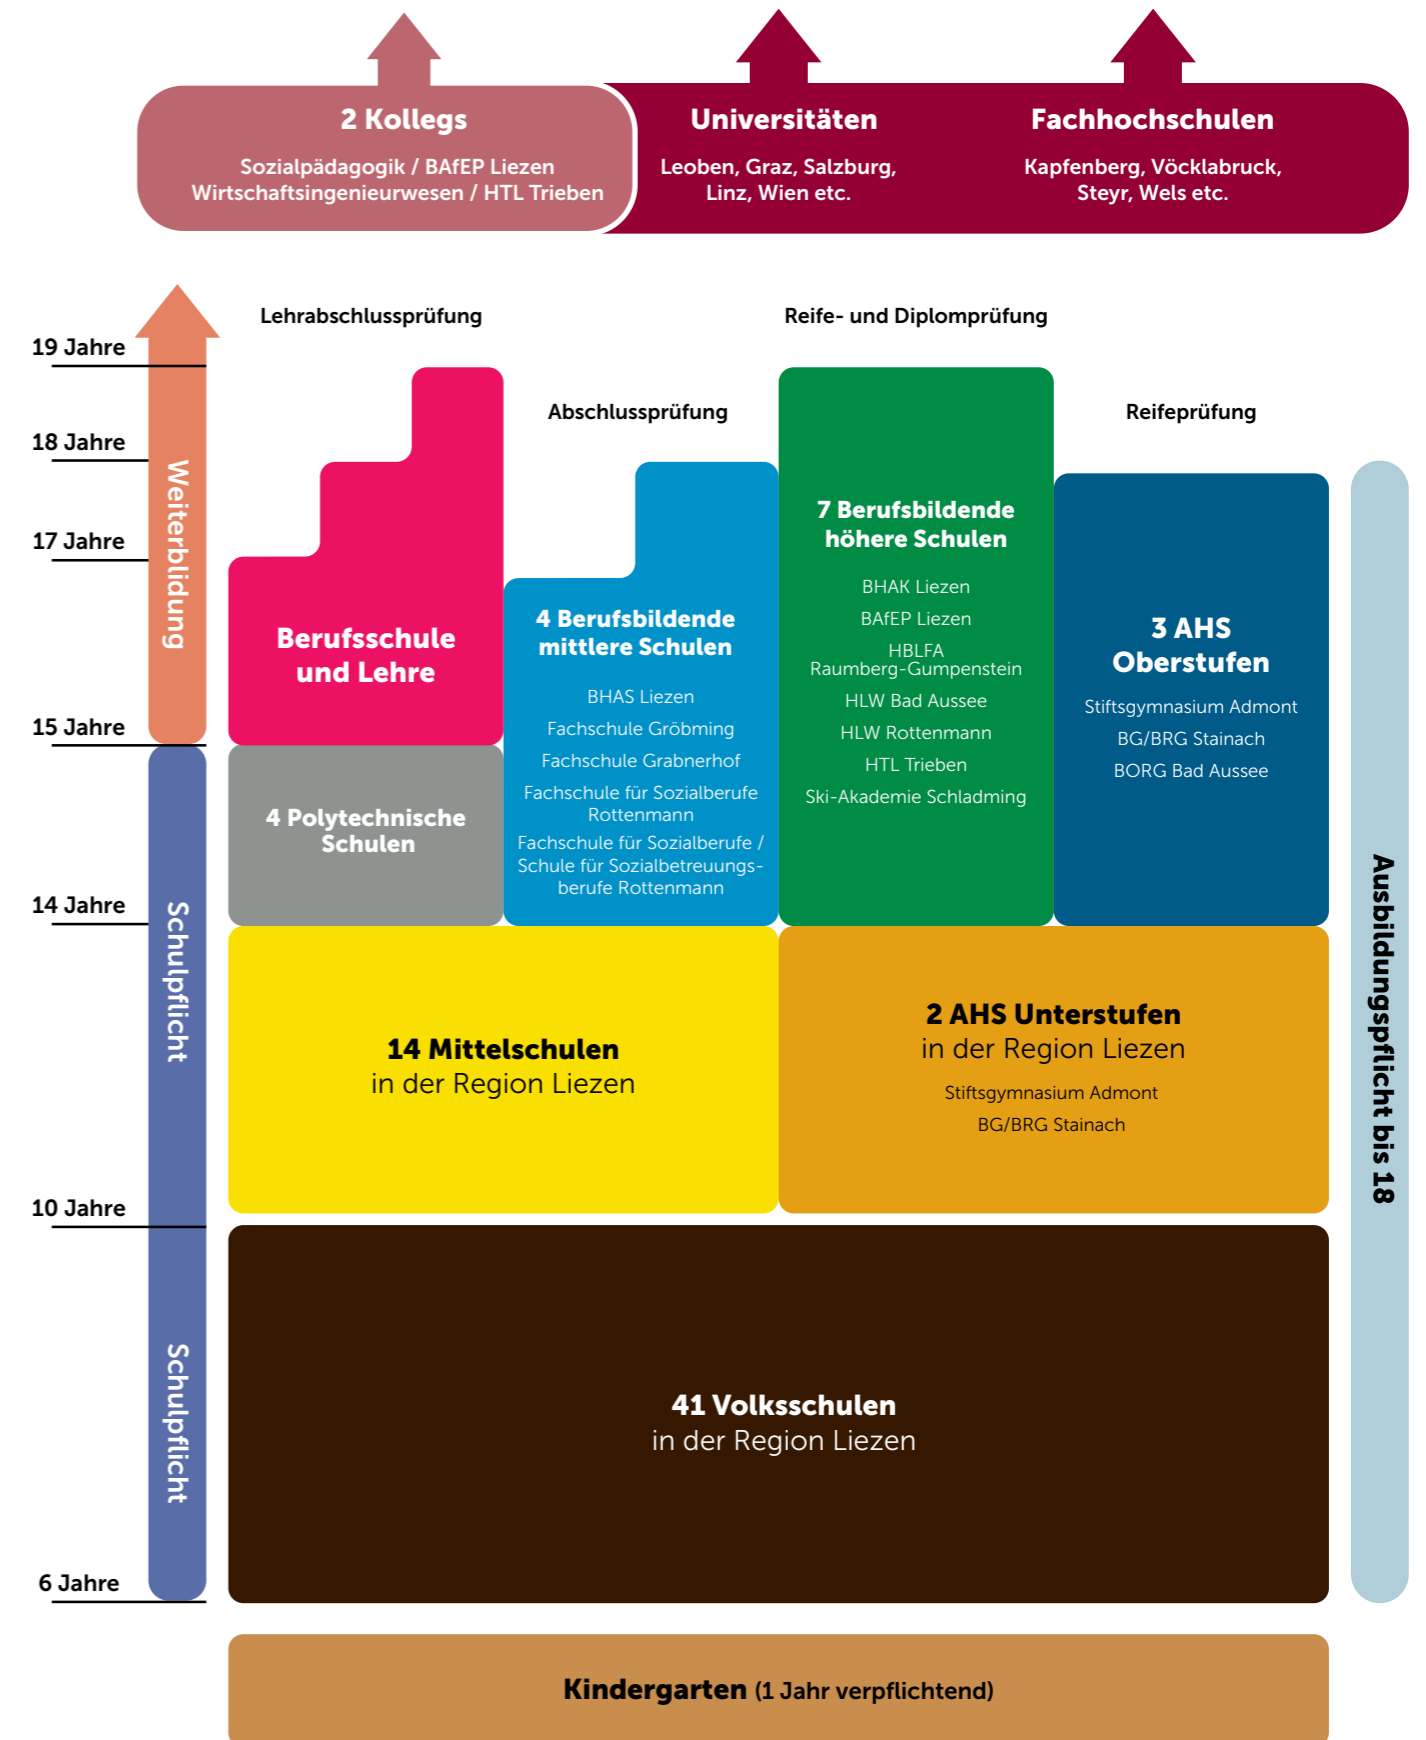 2 Kollegs
Sozialpädagogik / BAfEP Liezen
Wirtschaftsingenieurwesen / HTL Trieben
Universitäten
Leoben, Graz, Salzburg,
Linz, Wien etc.
Fachhochschulen
Kapfenberg, Vöcklabruck,
Steyr, Wels etc.
Lehrabschlussprüfung
Reife- und Diplomprüfung
Abschlussprüfung
Reifeprüfung
19 Jahre
18 Jahre
17 Jahre
15 Jahre
14 Jahre
10 Jahre
6 Jahre
Weiterblidung
Schulpflicht
Schulpflicht
Berufsschule
und Lehre
4 Polytechnische
Schulen
4 Berufsbildende
mittlere Schulen
BHAS Liezen
Fachschule Gröbming
Fachschule Grabnerhof
Fachschule für Sozialberufe
Rottenmann
Fachschule für Sozialberufe /
Schule für Sozialbetreuungs-
berufe Rottenmann
7 Berufsbildende
höhere Schulen
BHAK Liezen
BAfEP Liezen
HBLFA
Raumberg-Gumpenstein
HLW Bad Aussee
HLW Rottenmann
HTL Trieben
Ski-Akademie Schladming
3 AHS
Oberstufen
Stiftsgymnasium Admont
BG/BRG Stainach
BORG Bad Aussee
14 Mittelschulen
in der Region Liezen
2 AHS Unterstufen
in der Region Liezen
Stiftsgymnasium Admont
BG/BRG Stainach
41 Volksschulen
in der Region Liezen
Kindergarten (1 Jahr verpflichtend)
Ausbildungspflicht bis 18